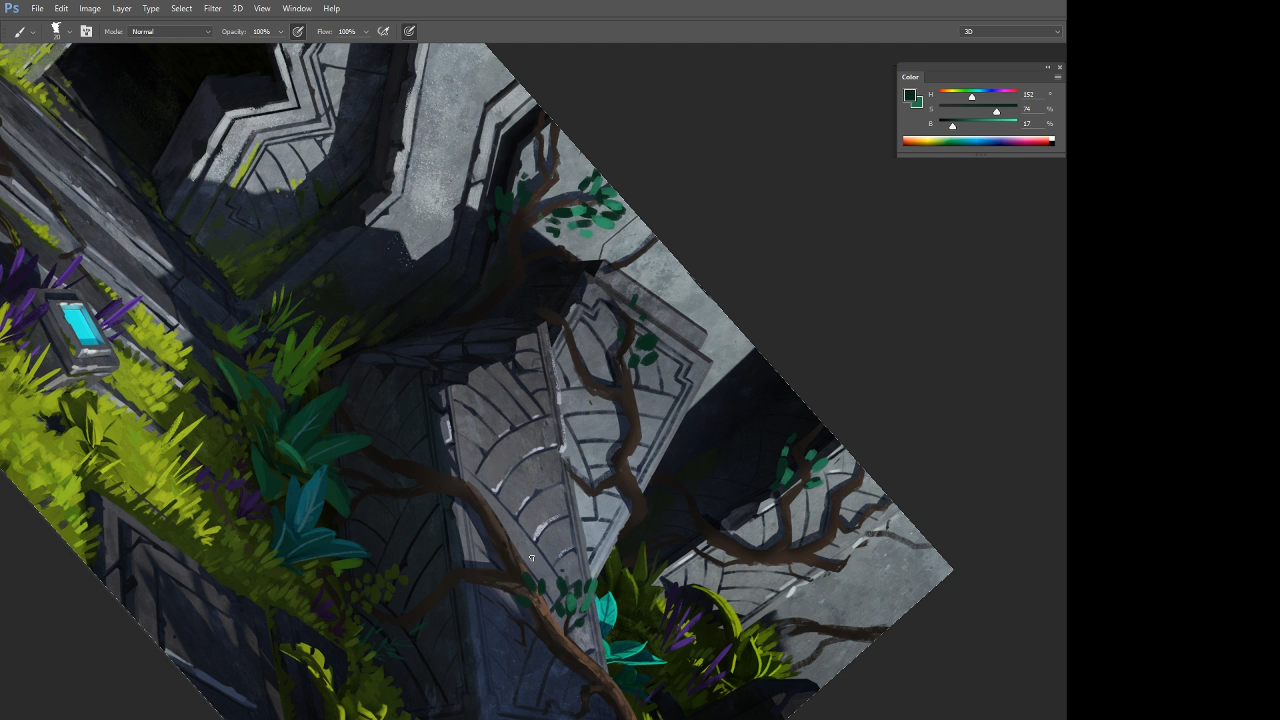 Ps File Edit Image Layer Type Select Filter 3D View Window Help
20 Mode: Normal Opacity: 100% Flow: 100% 3D
Color
H 152 °
S 74 %
B 17 %